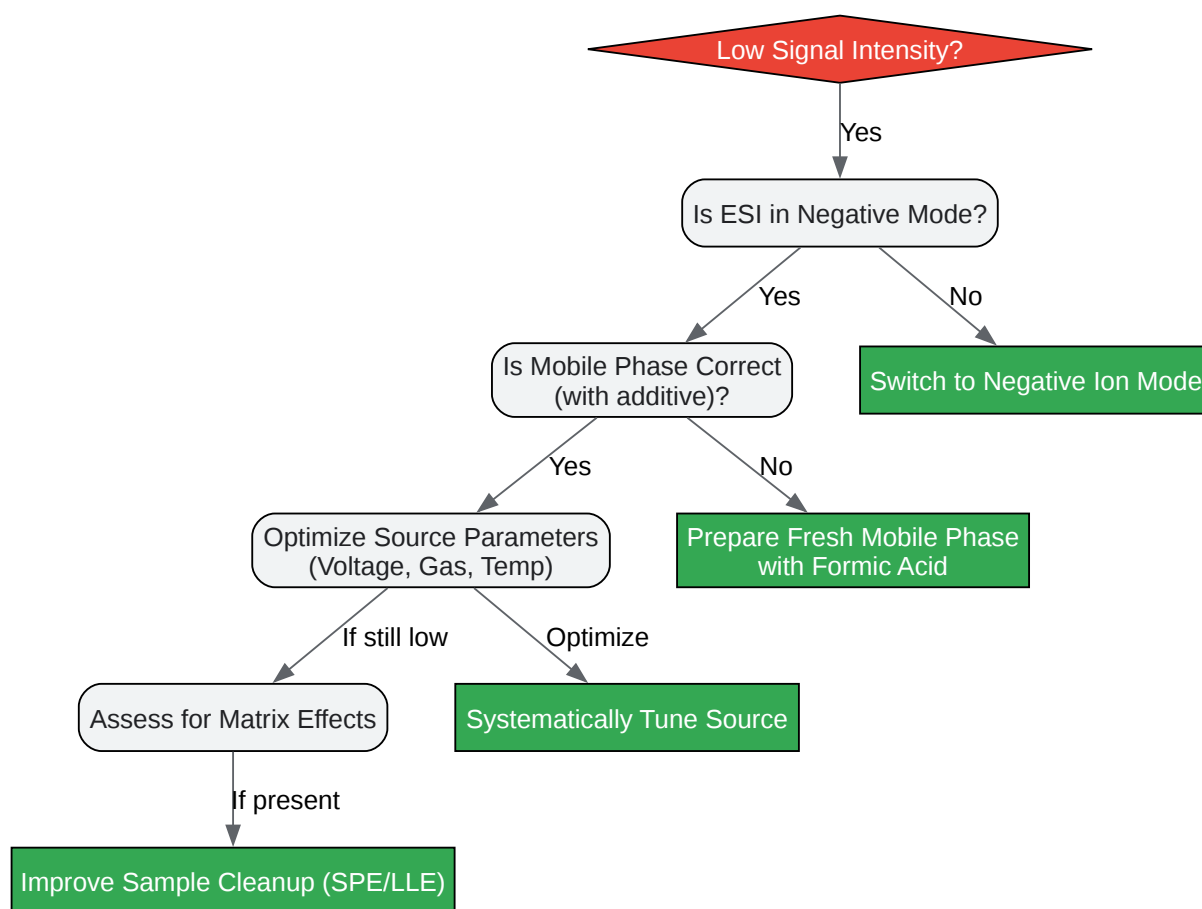 Low Signal Intensity?
Yes
Is ESI in Negative Mode?
Yes
No
Is Mobile Phase Correct
(with additive)?
Switch to Negative Ion Mode
Yes
No
Optimize Source Parameters
(Voltage, Gas, Temp)
Prepare Fresh Mobile Phase
with Formic Acid
If still low
Optimize
Assess for Matrix Effects
Systematically Tune Source
If present
Improve Sample Cleanup (SPE/LLE)